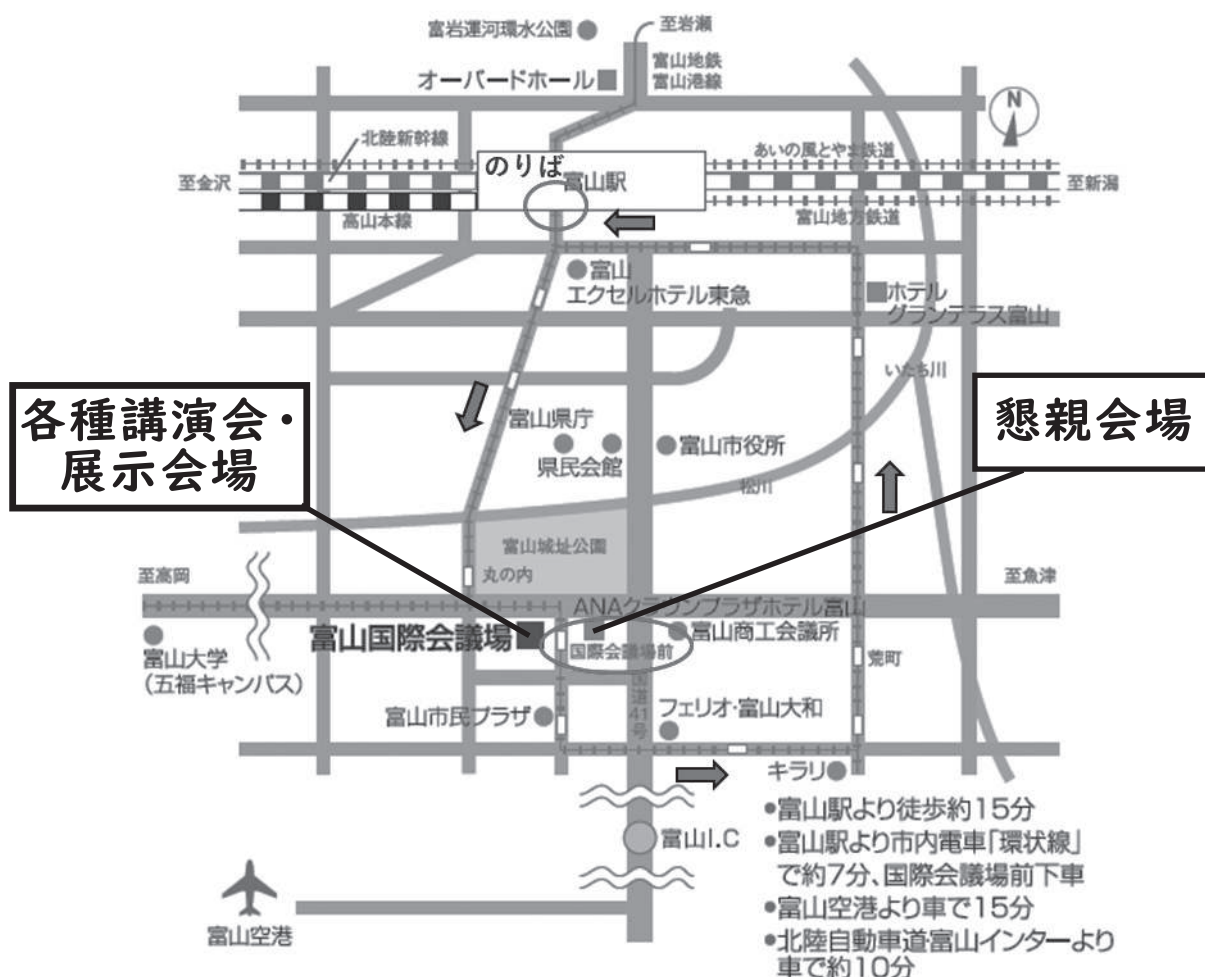 富岩運河環水公園
至岩瀬
富山地鉄
富山港線
オーバードホール
N
北陸新幹線
のりば
富山駅
あいの風とやま鉄道
至金沢
至新潟
高山本線
富山地方鉄道
富山
エクセルホテル東急
ホテル
グランテラス富山
いたち川
各種講演会・
展示会場
懇親会場
富山県庁
県民会館
富山市役所
松川
富山城址公園
至高岡
丸の内
至魚津
ANAクラウンプラザホテル富山
富山国際会議場
国際会議場前
富山商工会議所
富山大学
(五福キャンパス)
荒町
国道41号
富山市民プラザ
フェリオ・富山大和
キラリ
富山I.C
富山空港
●富山駅より徒歩約15分
●富山駅より市内電車「環状線」
で約7分、国際会議場前下車
●富山空港より車で15分
●北陸自動車道富山インターより
車で約10分